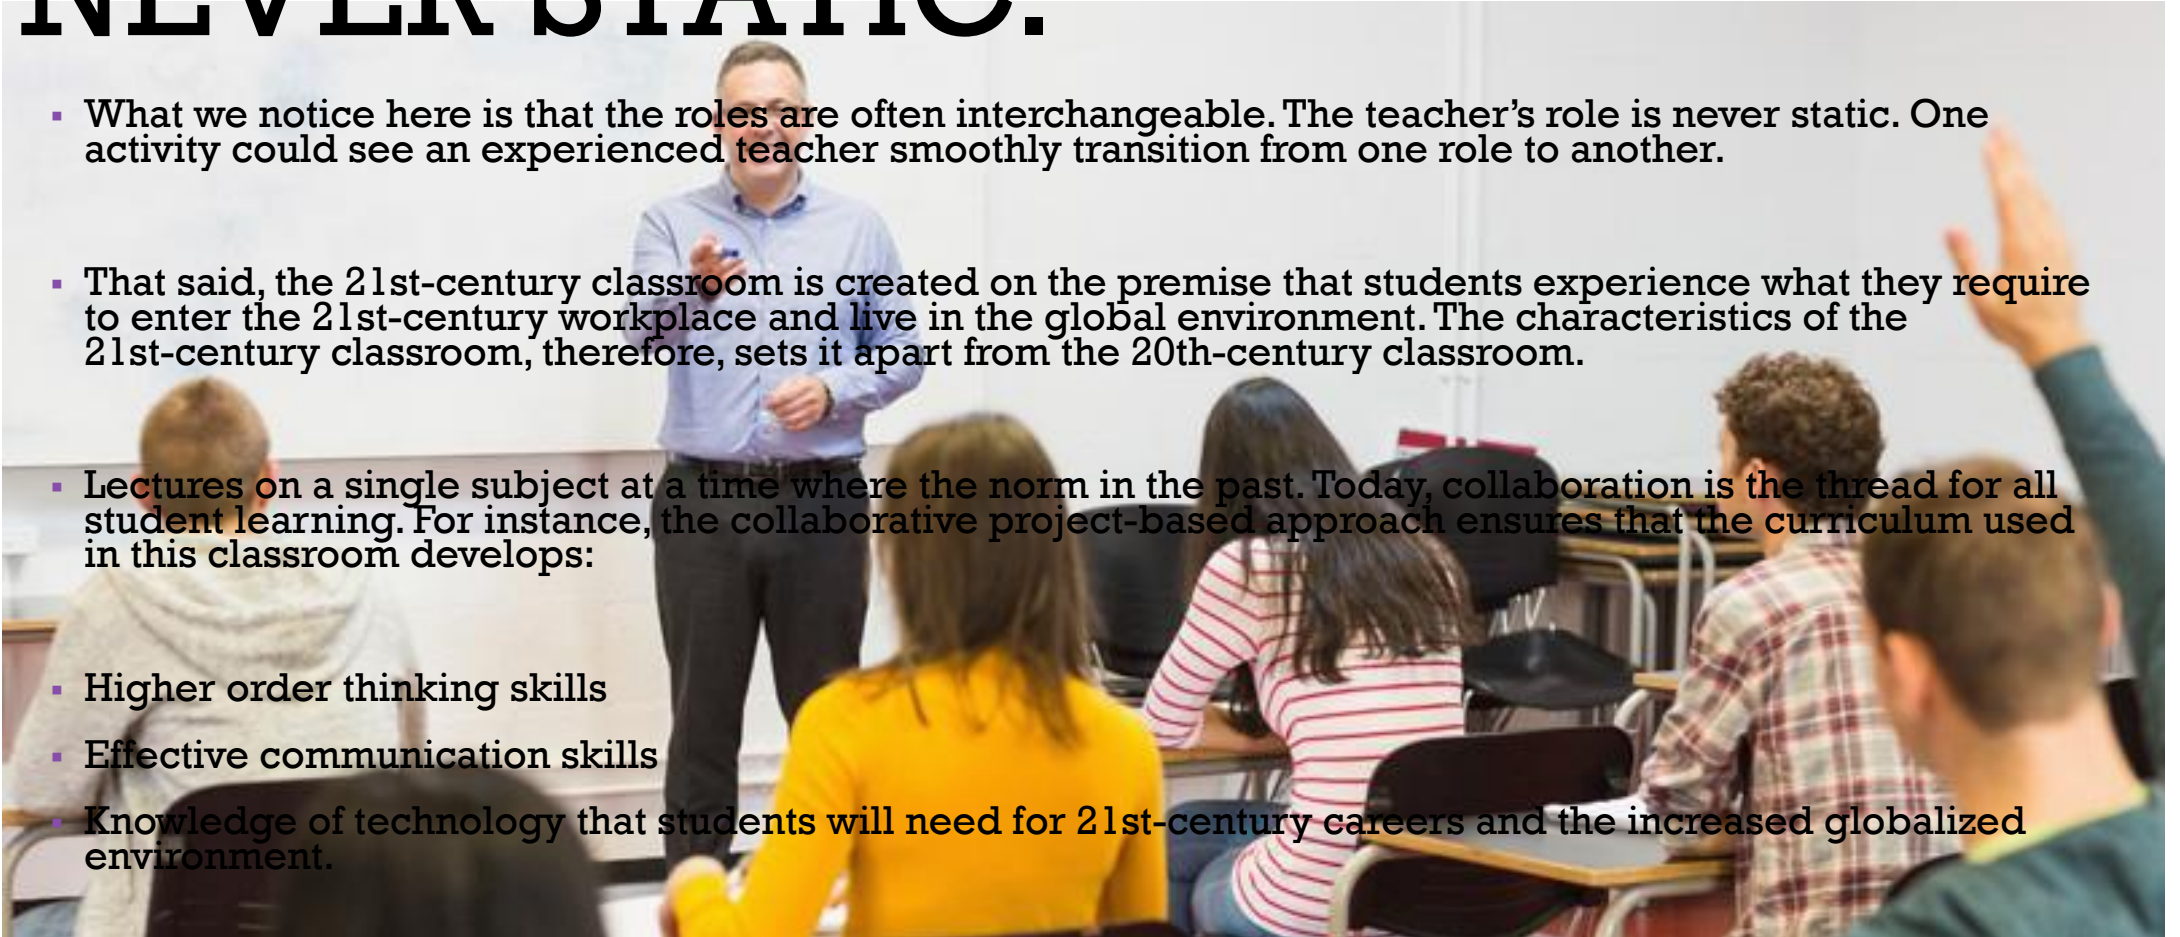 NEVER STATIC.
▪ What we notice here is that the roles are often interchangeable. The teacher’s role is never static. One
activity could see an experienced teacher smoothly transition from one role to another.
▪ That said, the 21st-century classroom is created on the premise that students experience what they require
to enter the 21st-century workplace and live in the global environment. The characteristics of the
21st-century classroom, therefore, sets it apart from the 20th-century classroom.
▪ Lectures on a single subject at a time where the norm in the past. Today, collaboration is the thread for all
student learning. For instance, the collaborative project-based approach ensures that the curriculum used
in this classroom develops:
▪ Higher order thinking skills
▪ Effective communication skills
▪ Knowledge of technology that students will need for 21st-century careers and the increased globalized
environment.